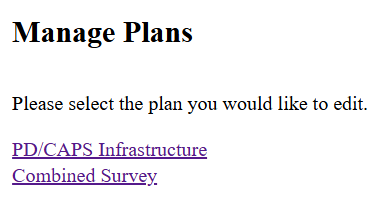 Manage Plans
Please select the plan you would like to edit.
PD/CAPS Infrastructure
Combined Survey